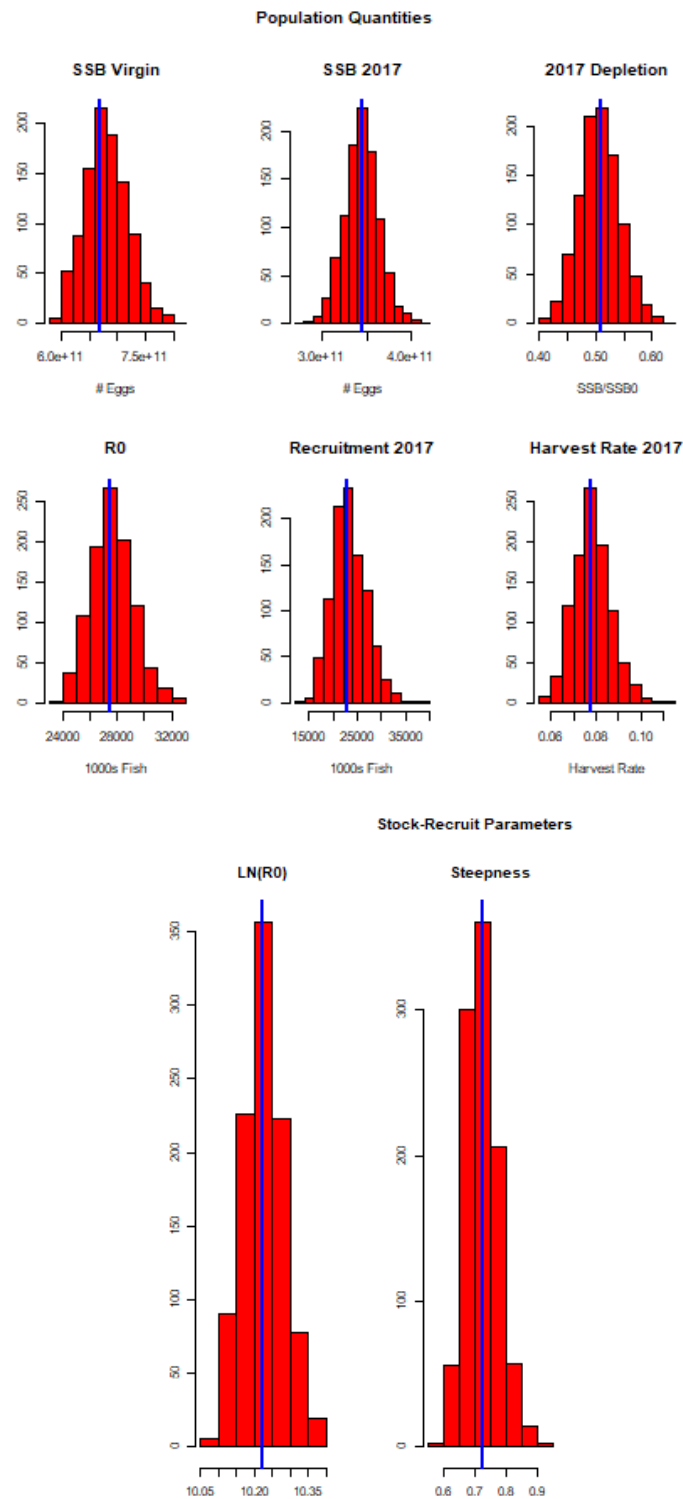 Population Quantities
SSB Virgin
SSB 2017
2017 Depletion
0 50 100 150 200
0 50 100 150 200
0 50 100 150 200
6.0e+11 7.5e+11
3.0e+11 4.0e+11
0.40 0.50 0.60
# Eggs
# Eggs
SSB/SSB0
R0
Recruitment 2017
Harvest Rate 2017
0 50 100 150 200 250
0 50 100 150 200
0 50 100 150 200 250
24000 28000 32000
15000 25000 35000
0.06 0.08 0.10
1000s Fish
1000s Fish
Harvest Rate
Stock-Recruit Parameters
LN(R0)
Steepness
0 50 100 150 200 250 300 350
0 100 200 300
10.05 10.20 10.35
0.6 0.7 0.8 0.9